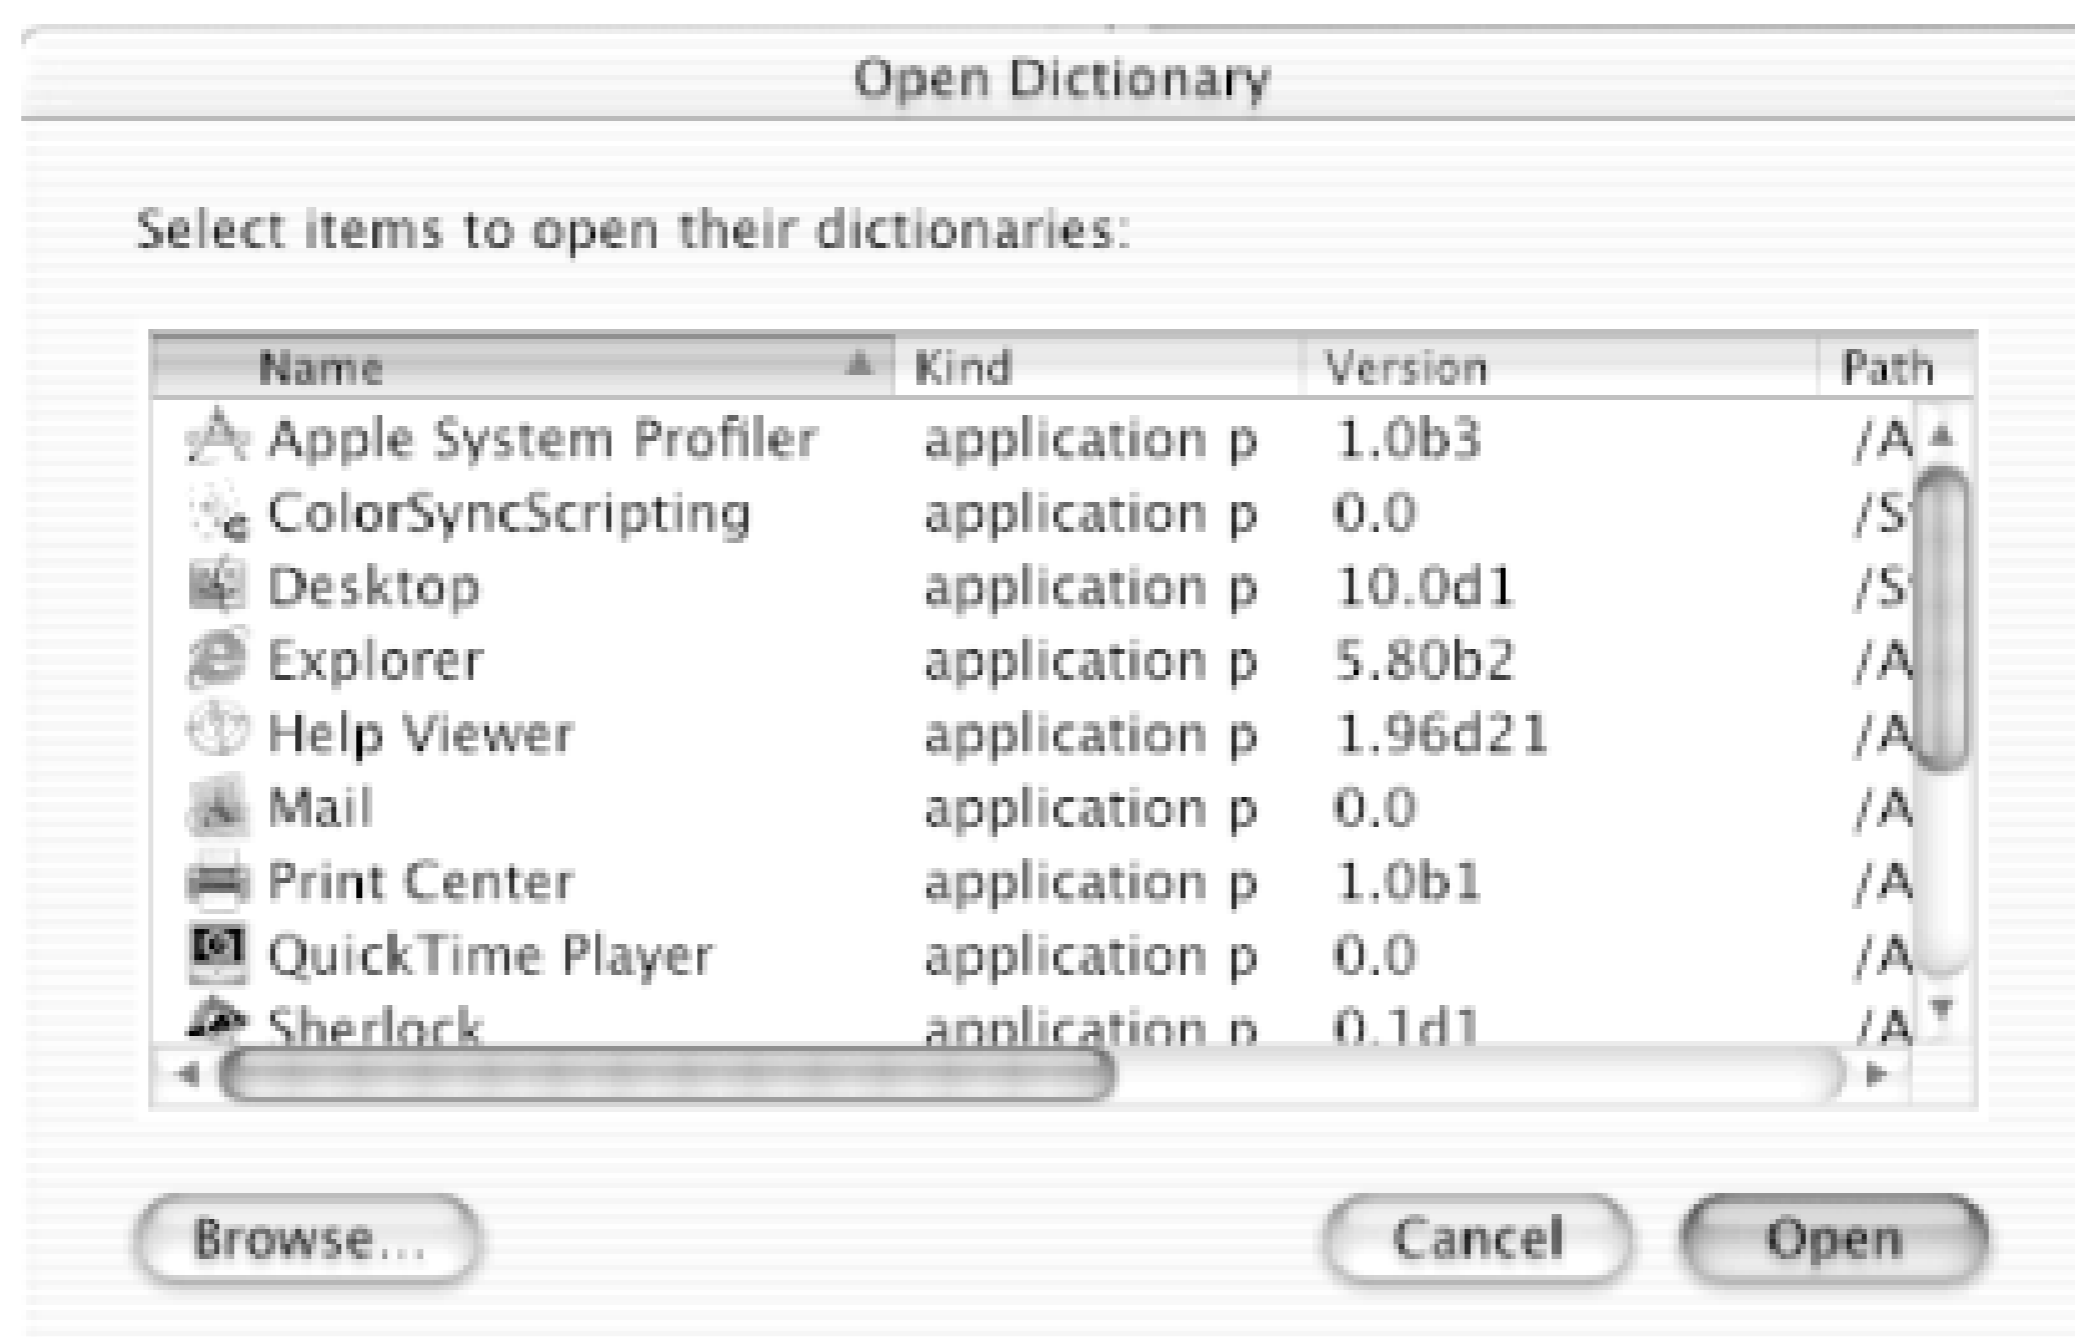 Open Dictionary
Select items to open their dictionaries:
Name Kind Version Path
Apple System Profiler application p 1.0b3 /A
ColorSyncScripting application p 0.0 /S
Desktop application p 10.0d1 /S
Explorer application p 5.80b2 /A
Help Viewer application p 1.96d21 /A
Mail application p 0.0 /A
Print Center application p 1.0b1 /A
QuickTime Player application p 0.0 /A
Sherlock application p 0.1d1 /A
Browse... Cancel Open